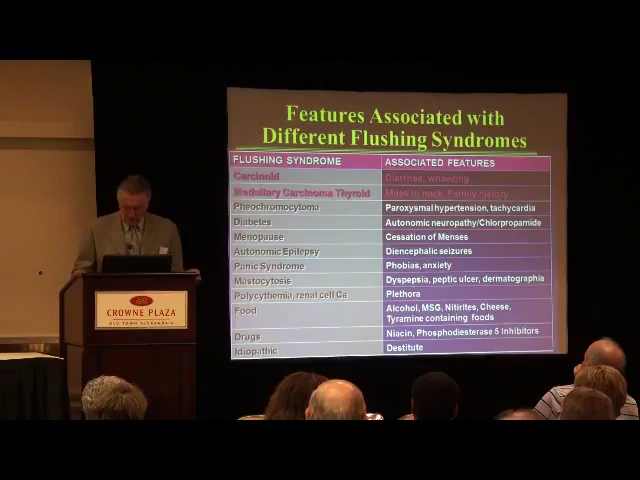 Features Associated with
Different Flushing Syndromes
FLUSHING SYNDROME ASSOCIATED FEATURES
Carcinoid Diarrhea, wheezing
Medullary Carcinoma Thyroid Mass in neck, Family history
Pheochromocytoma Paroxysmal hypertension, tachycardia
Diabetes Autonomic neuropathy/Chlorpropamide
Menopause Cessation of Menses
Autonomic Epilepsy Diencephalic seizures
Panic Syndrome Phobias, anxiety
Mastocytosis Dyspepsia, peptic ulcer, dermatographia
Polycythemia, renal cell Ca Plethora
Food Alcohol, MSG, Nitirites, Cheese,
Tyramine containing foods
Drugs Niacin, Phosphodiesterase 5 Inhibitors
Idiopathic Destitute
CROWNE PLAZA
OLD TOWN ALEXANDRIA